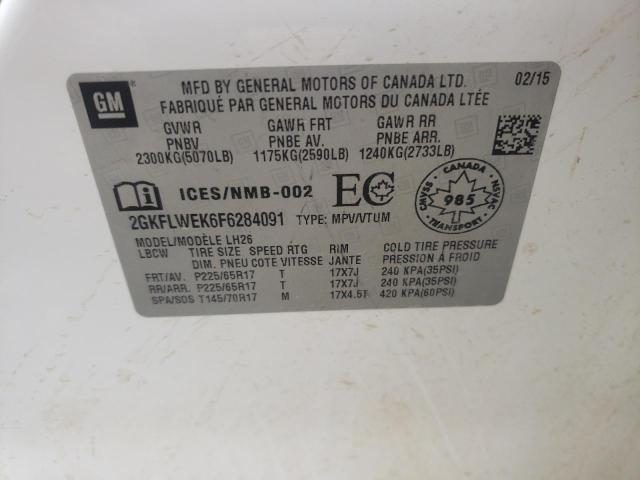 GM
MFD BY GENERAL MOTORS OF CANADA LTD. 02/15
FABRIQUÉ PAR GENERAL MOTORS DU CANADA LTÉE
GVWR GAWR FRT GAWR RR
PNBV PNBE AV. PNBE ARR.
2300KG(5070LB) 1175KG(2590LB) 1240KG(2733LB)
ICES/NMB-002 EC
CANADA
CMVSS 985 NSVAC
TRANSPORT
2GKFLWEK6F6284091 TYPE: MPV/VTUM
MODEL/MODÈLE LH26
LBCW TIRE SIZE SPEED RTG RIM COLD TIRE PRESSURE
DIM. PNEU COTE VITESSE JANTE PRESSION À FROID
FRT/AV. P225/65R17 T 17X7J 240 KPA(35PSI)
RR/ARR. P225/65R17 T 17X7J 240 KPA(35PSI)
SPA/SOS T145/70R17 M 17X4.5T 420 KPA(60PSI)